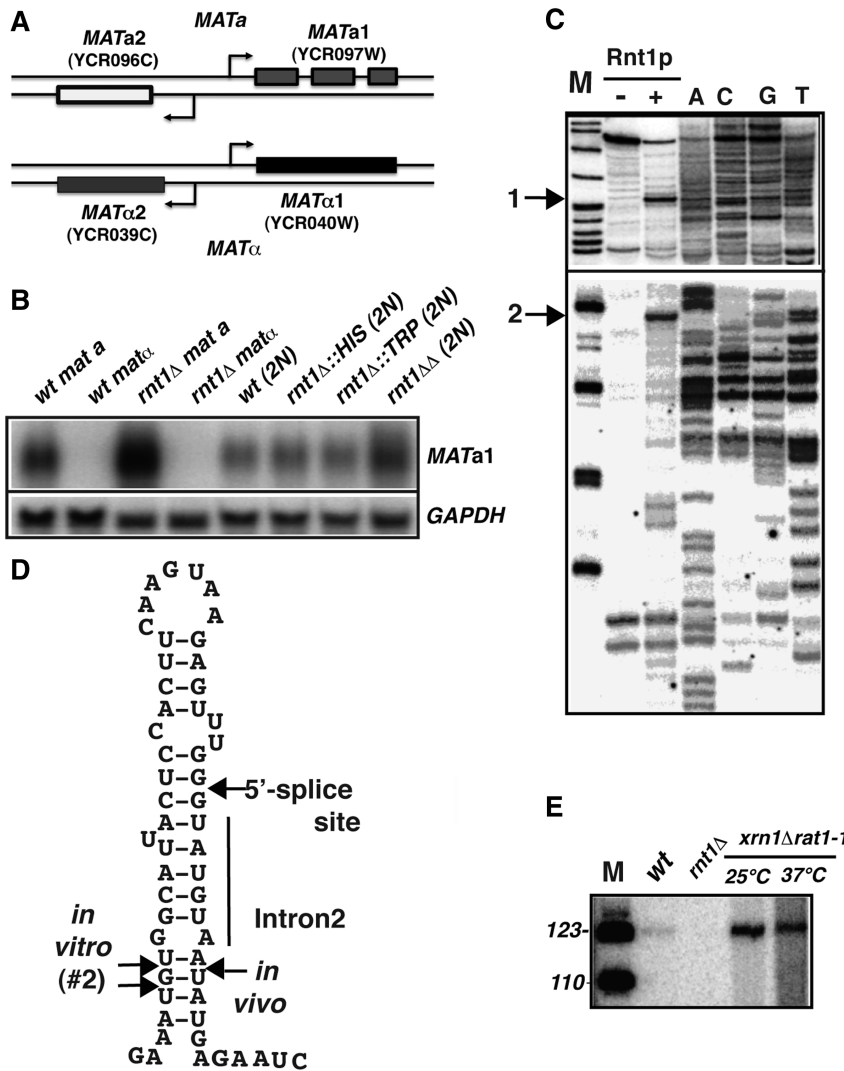 A
MATa
MATa2
(YCR096C)
MATa1
(YCR097W)
MATα2
(YCR039C)
MATα1
(YCR040W)
MATα
B
wt mat a
wt matα
rnt1Δ mat a
rnt1Δ matα
wt (2N)
rnt1Δ::HIS (2N)
rnt1Δ::TRP (2N)
rnt1ΔΔ (2N)
MATa1
GAPDH
C
Rnt1p
M - + A C G T
1
2
D
A G U
A A
A A
C
U U–G
U–A
C–G
A–U
C U
U
C–G
U–G
C–G
A–U
U U–A
A–U
C–G
G–U
G A
U–A
G–U
U–A
A–U
A G
GA AGAAUC
5'-splice
site
Intron2
in
vitro
(#2)
in
vivo
E
M wt rnt1Δ xrn1Δrat1-1
25°C 37°C
123-
110-